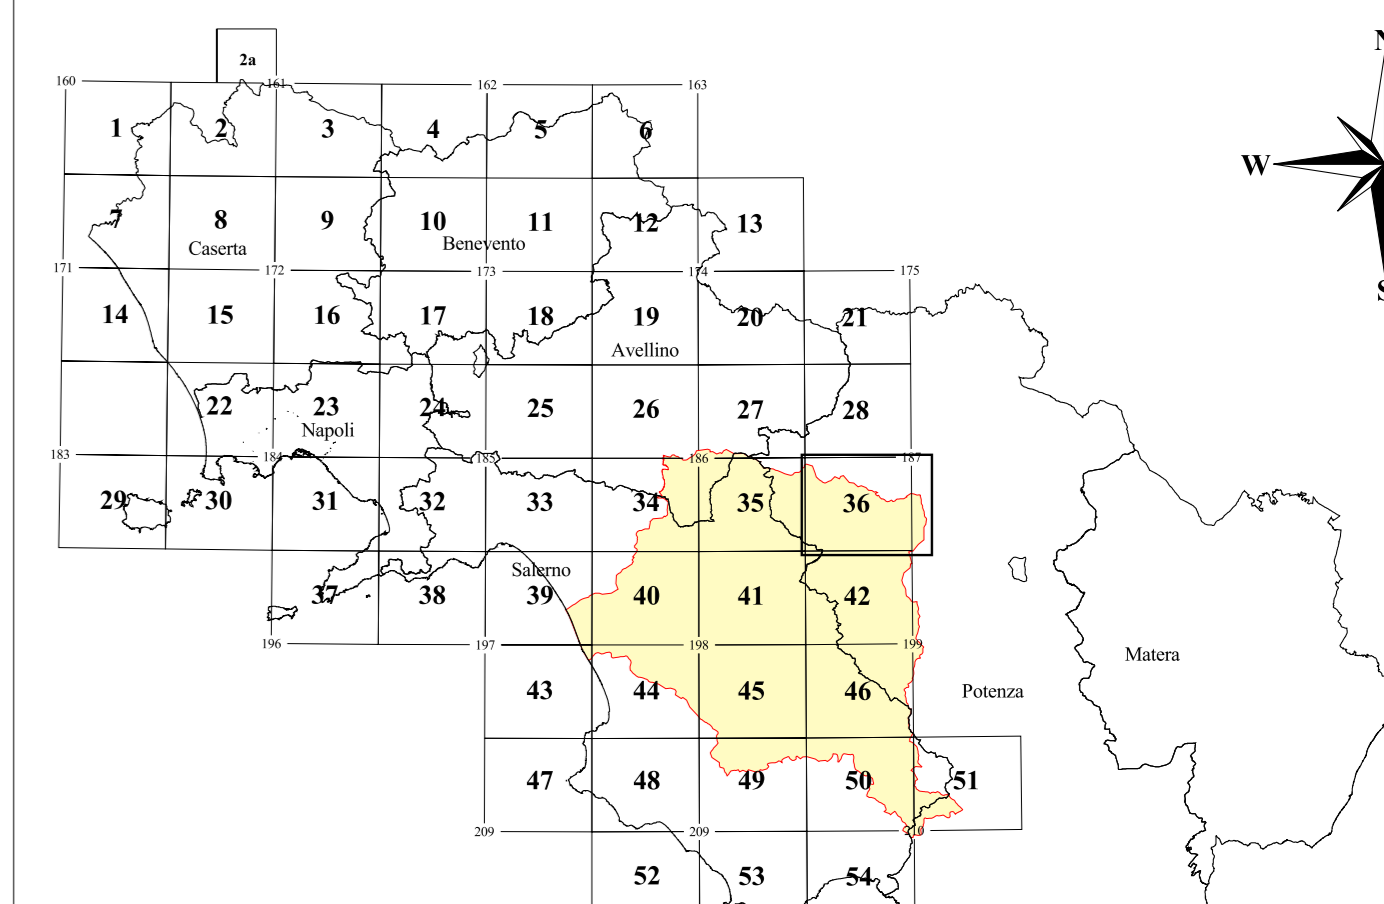 N
2a
160 161 162 163
1 2 3 4 5 6
W
7 8 9 10 11 12 13
Caserta Benevento
171 172 173 174 175
S
14 15 16 17 18 19 20 21
Avellino
22 23 24 25 26 27 28
Napoli
183 184 185 186 187
29 30 31 32 33 34 35 36
Salerno
37 38 39 40 41 42
196 197 198 199
Matera
43 44 45 46 Potenza
47 48 49 50 51
209 209 210
52 53 54